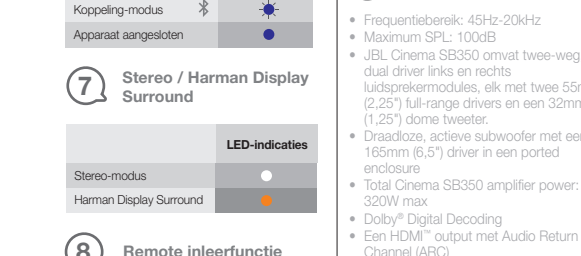 Koppeling-modus
Apparaat aangesloten
7
Stereo / Harman Display
Surround
LED-indicaties
Stereo-modus
Harman Display Surround
8
Remote inleerfunctie
• Frequentiebereik: 45Hz-20kHz
• Maximum SPL: 100dB
• JBL Cinema SB350 omvat twee-weg
dual driver links en rechts
luidsprekermodules, elk met twee
(2,25") full-range drivers en een 32mm
(1,25") dome tweeter.
• Draadloze, actieve subwoofer met een
165mm (6,5") driver in een ported
enclosure
• Total Cinema SB350 amplifier power:
320W max
• Dolby® Digital Decoding
• Een HDMI™ output met Audio Return
Channel (ARC)